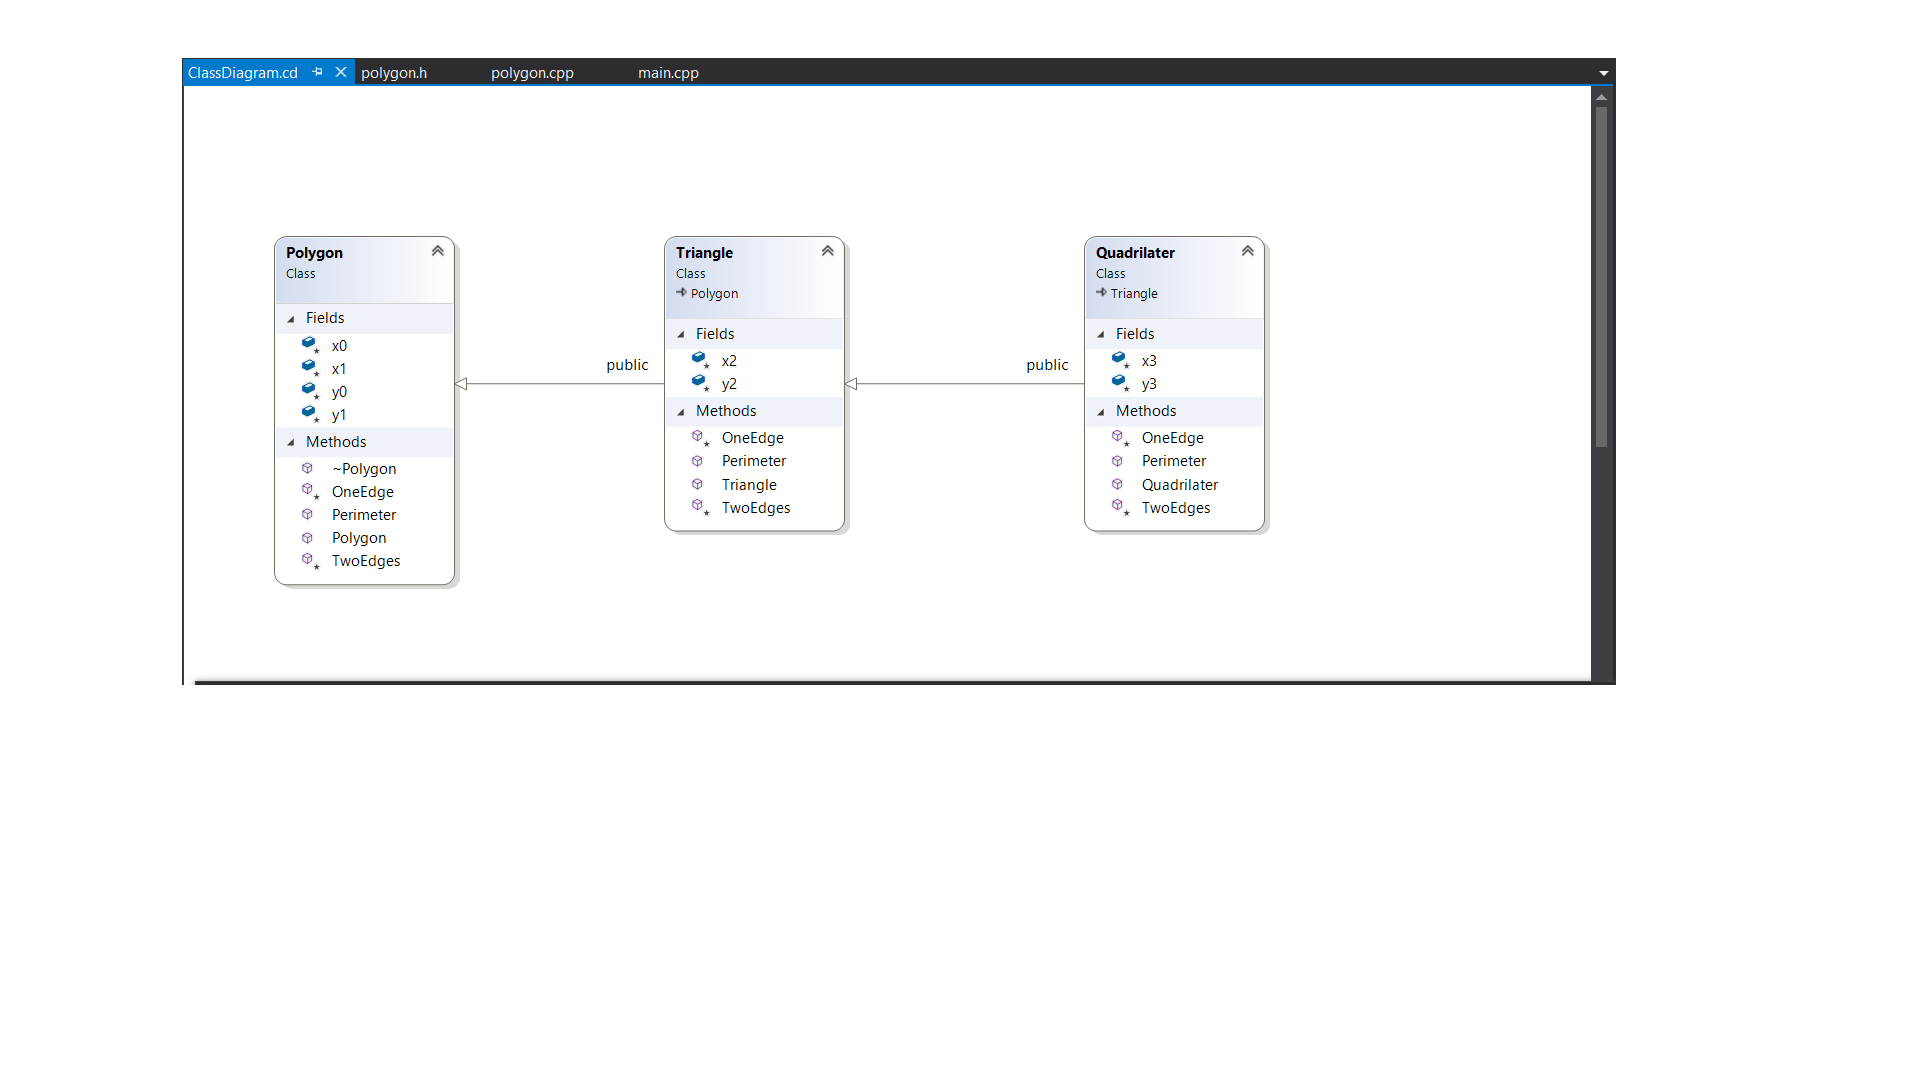 ClassDiagram.cd polygon.h polygon.cpp main.cpp
Polygon
Class
Fields
x0
x1
y0
y1
Methods
~Polygon
OneEdge
Perimeter
Polygon
TwoEdges
public
Triangle
Class
Polygon
Fields
x2
y2
Methods
OneEdge
Perimeter
Triangle
TwoEdges
public
Quadrilater
Class
Triangle
Fields
x3
y3
Methods
OneEdge
Perimeter
Quadrilater
TwoEdges